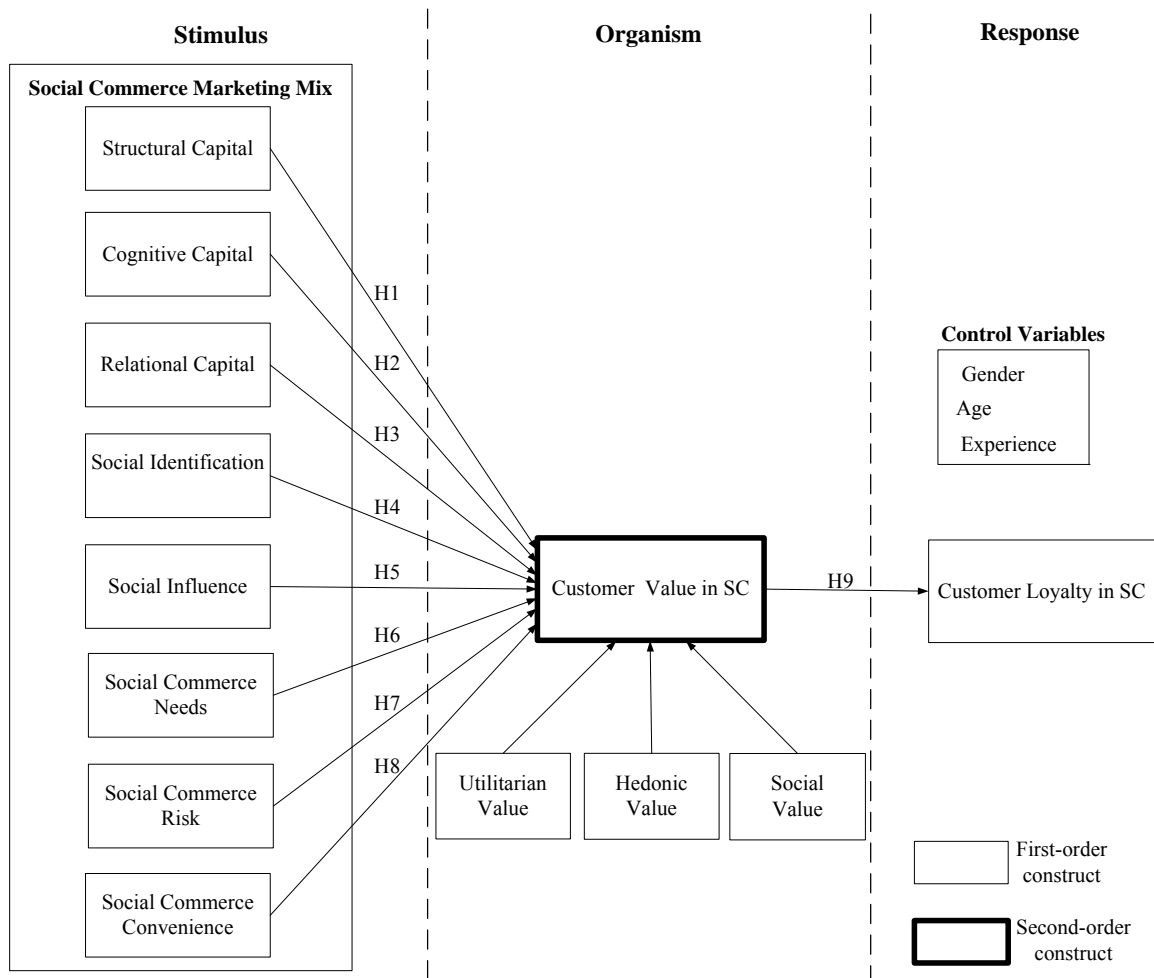 Stimulus
Organism
Response
Social Commerce Marketing Mix
Structural Capital
Cognitive Capital
Relational Capital
Social Identification
Social Influence
Social Commerce
Needs
Social Commerce
Risk
Social Commerce
Convenience
H1
H2
H3
H4
H5
H6
H7
H8
Customer Value in SC
H9
Utilitarian
Value
Hedonic
Value
Social
Value
Control Variables
Gender
Age
Experience
Customer Loyalty in SC
First-order
construct
Second-order
construct